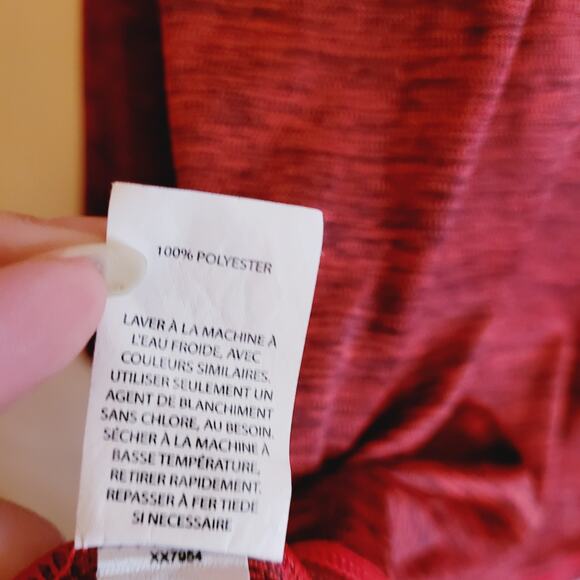 100% POLYESTER
LAVER À LA MACHINE À
L'EAU FROIDE, AVEC
COULEURS SIMILAIRES.
UTILISER SEULEMENT UN
AGENT DE BLANCHIMENT
SANS CHLORE, AU BESOIN.
SÉCHER À LA MACHINE À
BASSE TEMPÉRATURE,
RETIRER RAPIDEMENT.
REPASSER À FER TIEDE
SI NECESSAIRE
XX7954